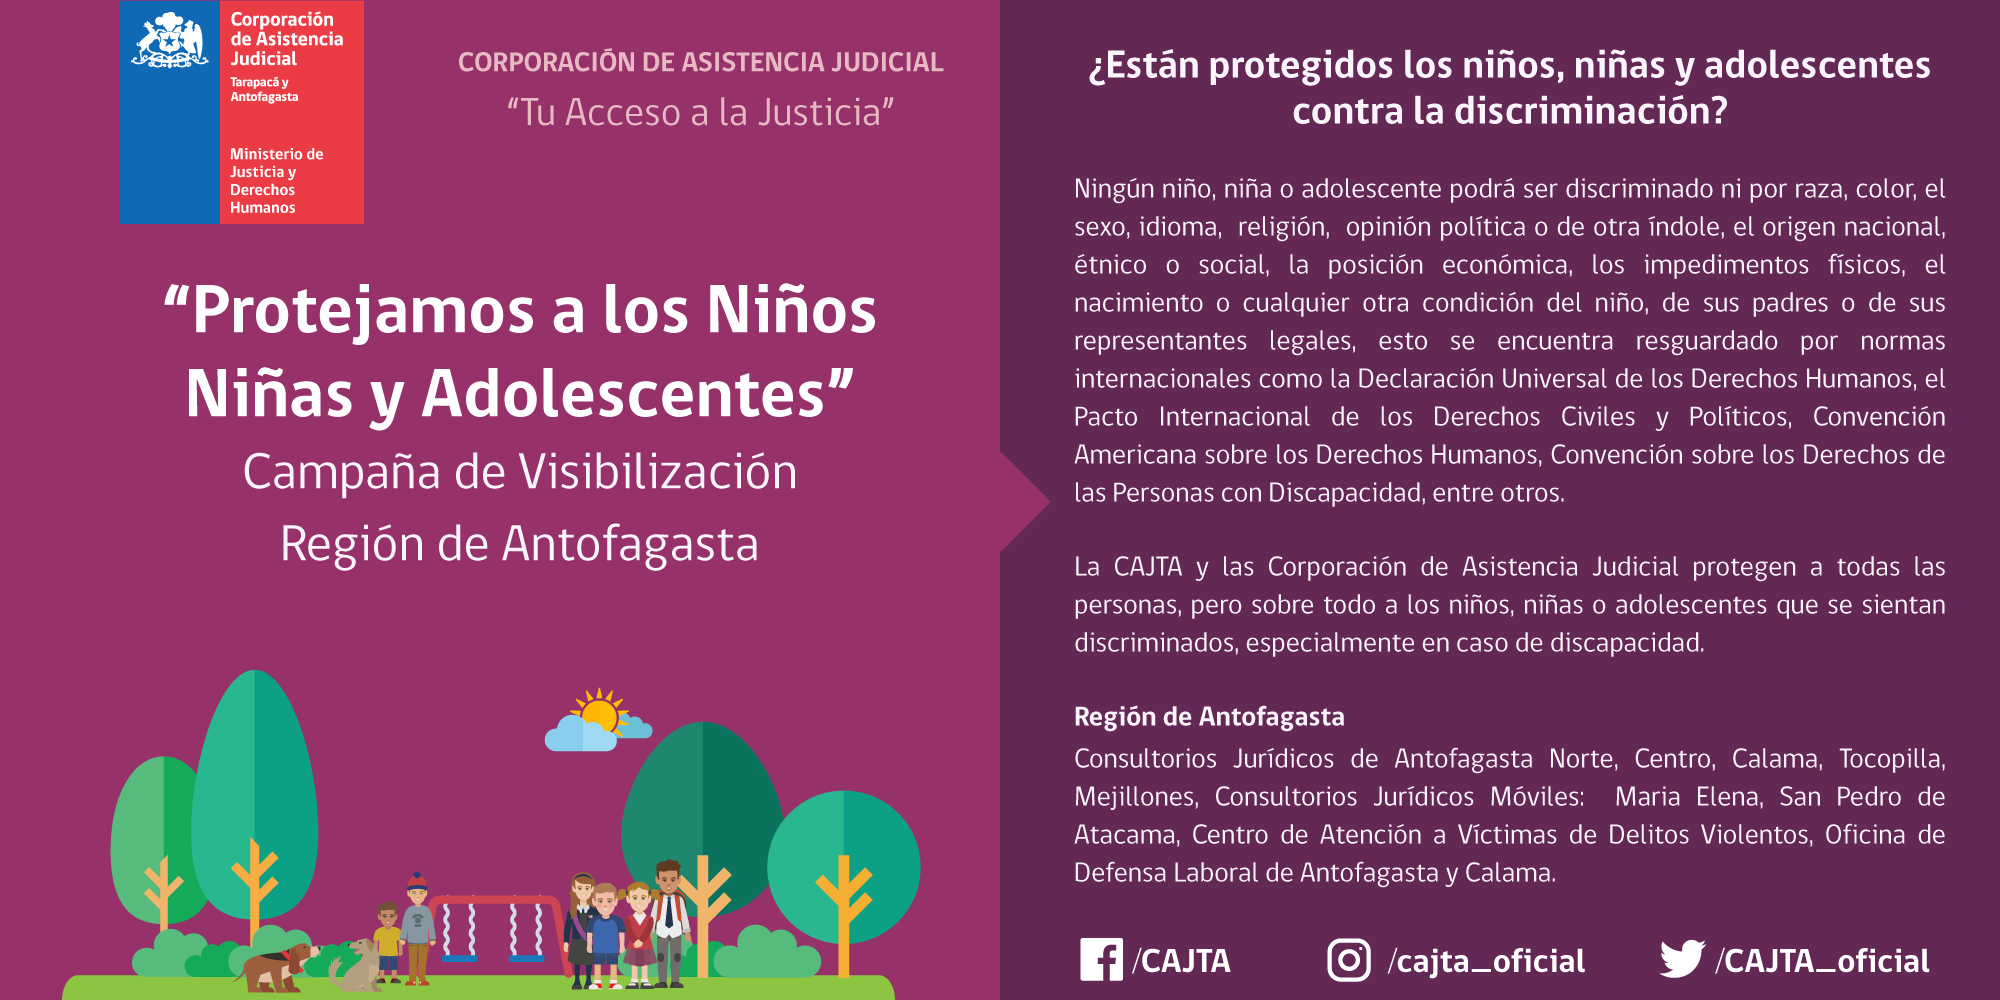 Corporación
de Asistencia
Judicial
Tarapacá y
Antofagasta
Ministerio de
Justicia y
Derechos
Humanos
CORPORACIÓN DE ASISTENCIA JUDICIAL
“Tu Acceso a la Justicia”
“Protejamos a los Niños
Niñas y Adolescentes”
Campaña de Visibilización
Región de Antofagasta
¿Están protegidos los niños, niñas y adolescentes
contra la discriminación?
Ningún niño, niña o adolescente podrá ser discriminado ni por raza, color, el
sexo, idioma, religión, opinión política o de otra índole, el origen nacional,
étnico o social, la posición económica, los impedimentos físicos, el
nacimiento o cualquier otra condición del niño, de sus padres o de sus
representantes legales, esto se encuentra resguardado por normas
internacionales como la Declaración Universal de los Derechos Humanos, el
Pacto Internacional de los Derechos Civiles y Políticos, Convención
Americana sobre los Derechos Humanos, Convención sobre los Derechos de
las Personas con Discapacidad, entre otros.
La CAJTA y las Corporación de Asistencia Judicial protegen a todas las
personas, pero sobre todo a los niños, niñas o adolescentes que se sientan
discriminados, especialmente en caso de discapacidad.
Región de Antofagasta
Consultorios Jurídicos de Antofagasta Norte, Centro, Calama, Tocopilla,
Mejillones, Consultorios Jurídicos Móviles: Maria Elena, San Pedro de
Atacama, Centro de Atención a Víctimas de Delitos Violentos, Oficina de
Defensa Laboral de Antofagasta y Calama.
/CAJTA
/cajta_oficial
/CAJTA_oficial